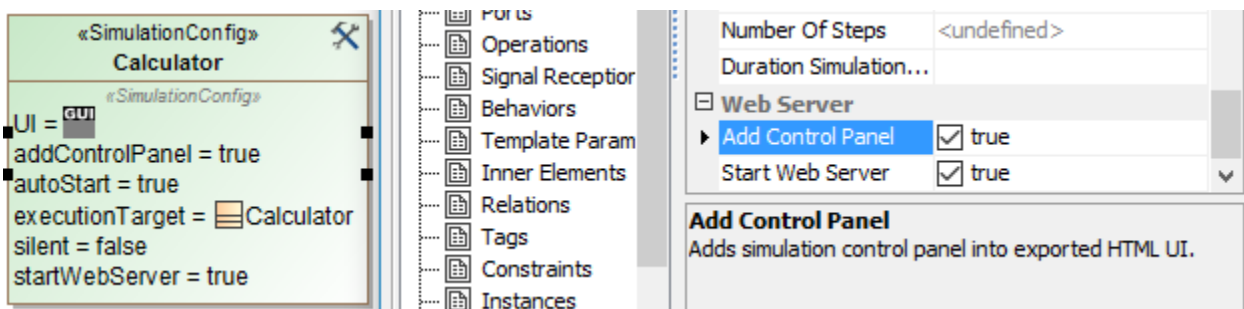 «SimulationConfig»
Calculator
«SimulationConfig»
UI = GUI
addControlPanel = true
autoStart = true
executionTarget = Calculator
silent = false
startWebServer = true
Ports
Operations
Signal Reception
Behaviors
Template Param
Inner Elements
Relations
Tags
Constraints
Instances
Number Of Steps <undefined>
Duration Simulation...
Web Server
Add Control Panel true
Start Web Server true
Add Control Panel
Adds simulation control panel into exported HTML UI.